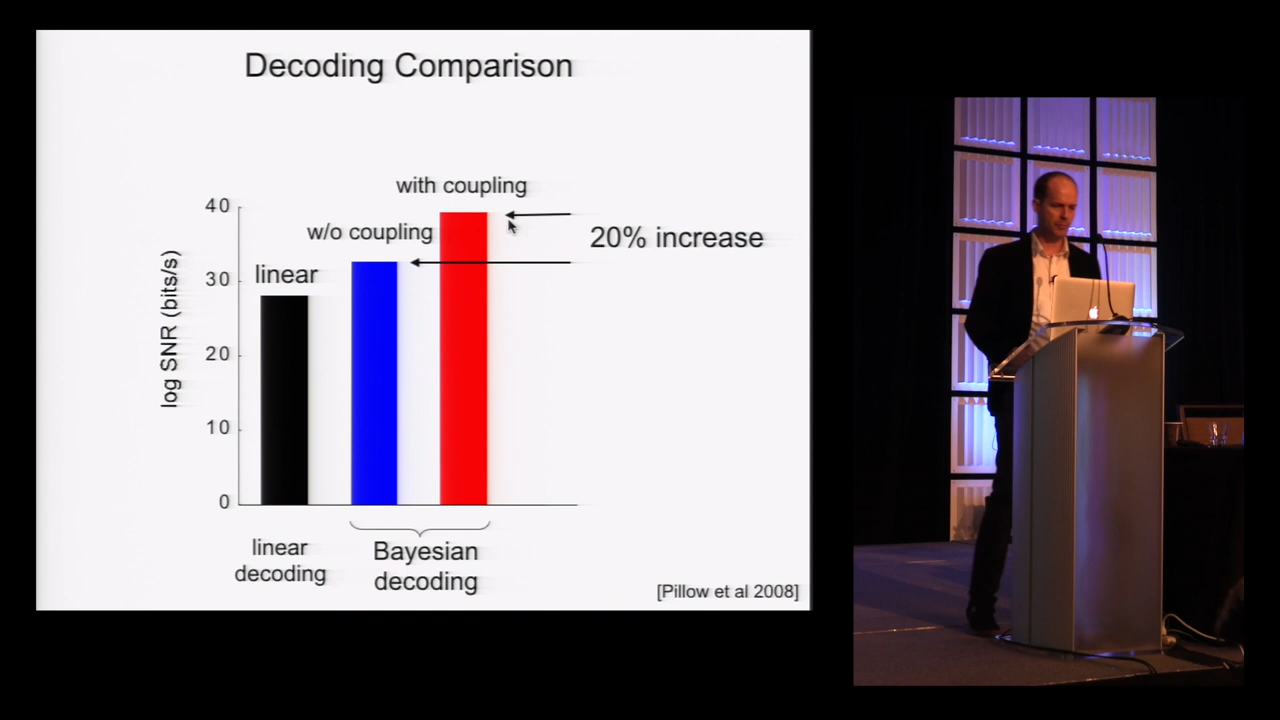 Decoding Comparison
with coupling
w/o coupling
20% increase
linear
log SNR (bits/s)
40
30
20
10
0
linear
decoding
Bayesian
decoding
[Pillow et al 2008]